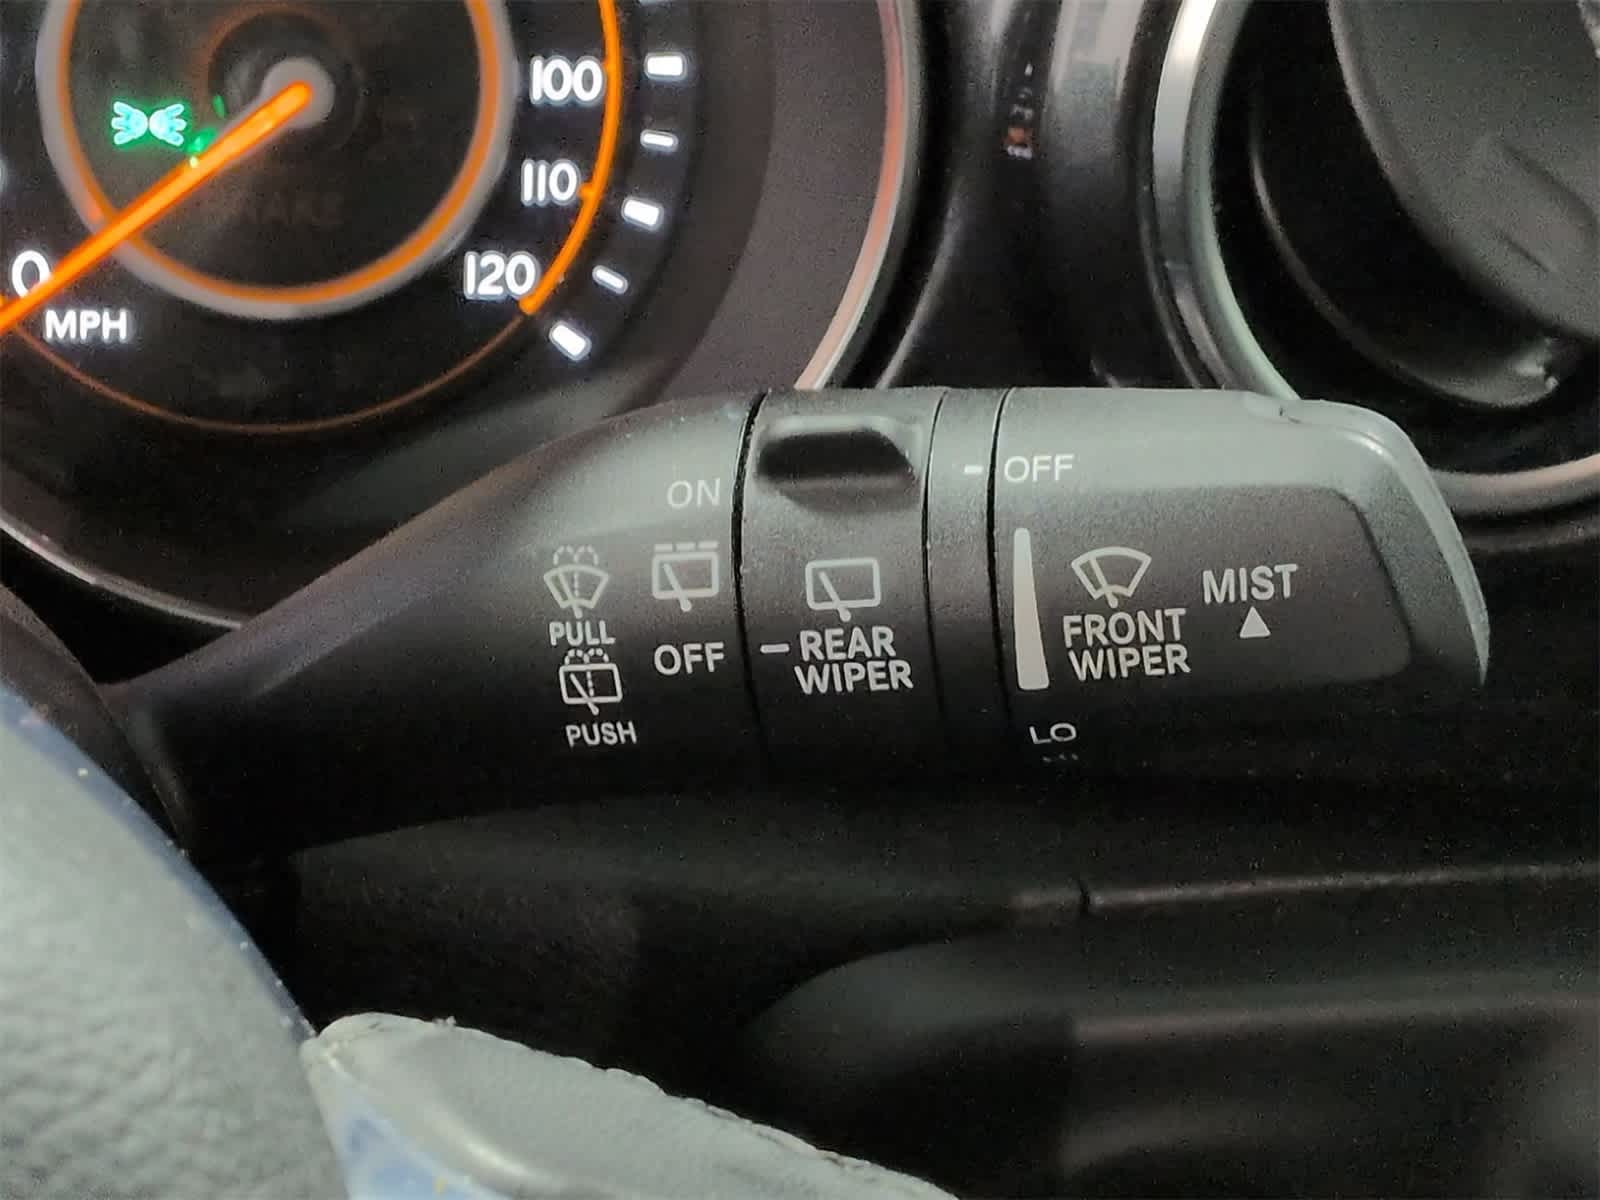 100
110
120
0
MPH
ON
OFF
PULL
PUSH
REAR
WIPER
OFF
FRONT
WIPER
MIST
LO